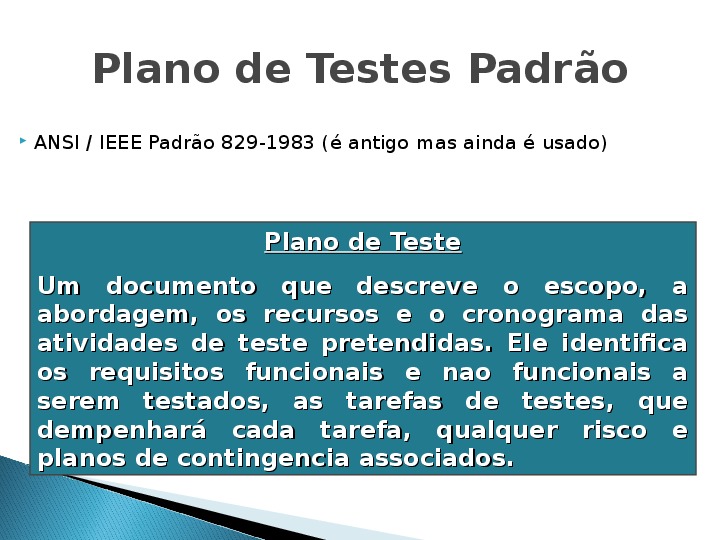 Plano de Testes Padrão
ANSI / IEEE Padrão 829-1983 (é antigo mas ainda é usado)
Plano de Teste
Um documento que descreve o escopo, a
abordagem, os recursos e o cronograma das
atividades de teste pretendidas. Ele identifica
os requisitos funcionais e nao funcionais a
serem testados, as tarefas de testes, que
dempenhará cada tarefa, qualquer risco e
planos de contingencia associados.